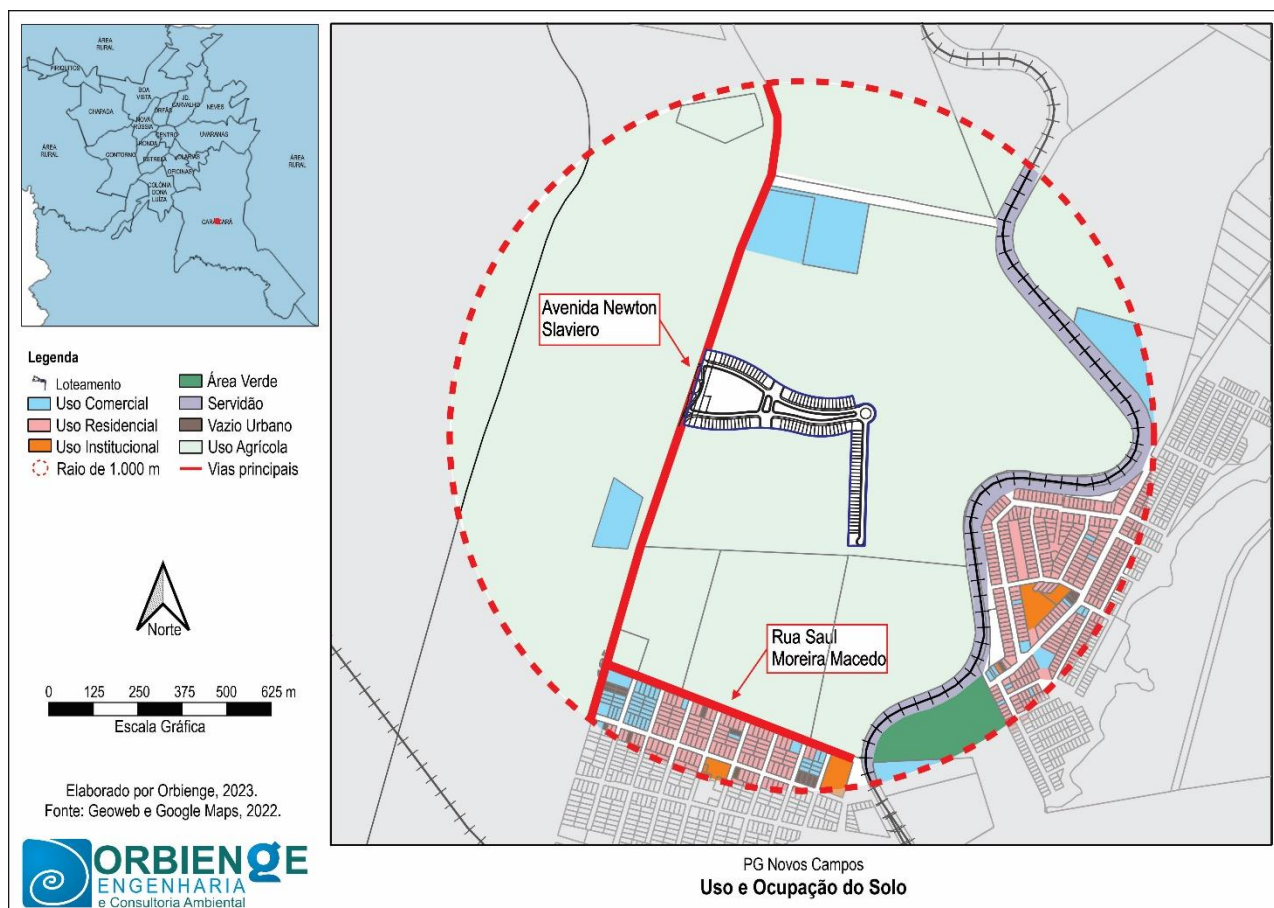 ÁREA
RURAL
PIRIQUITOS
BOA
VISTA
JD.
CARVALHO
CHAPADA
ÓRFÃS
NEVES
NOVA
RÚSSIA
CENTRO
UVARANAS
ÁREA
RURAL
RONDA
CONTORNO
ESTRELA
OLARIAS
ÁREA
RURAL
OFICINAS
COLÔNIA
DONA
LUÍZA
CARÁ-CARÁ
Legenda
Loteamento
Uso Comercial
Uso Residencial
Uso Institucional
Raio de 1.000 m
Área Verde
Servidão
Vazio Urbano
Uso Agrícola
Vias principais
Norte
0 125 250 375 500 625 m
Escala Gráfica
Elaborado por Orbienge, 2023.
Fonte: Geoweb e Google Maps, 2022.
ORBIENGE
ENGENHARIA
e Consultoria Ambiental
Avenida Newton
Slaviero
Rua Saul
Moreira Macedo
PG Novos Campos
Uso e Ocupação do Solo